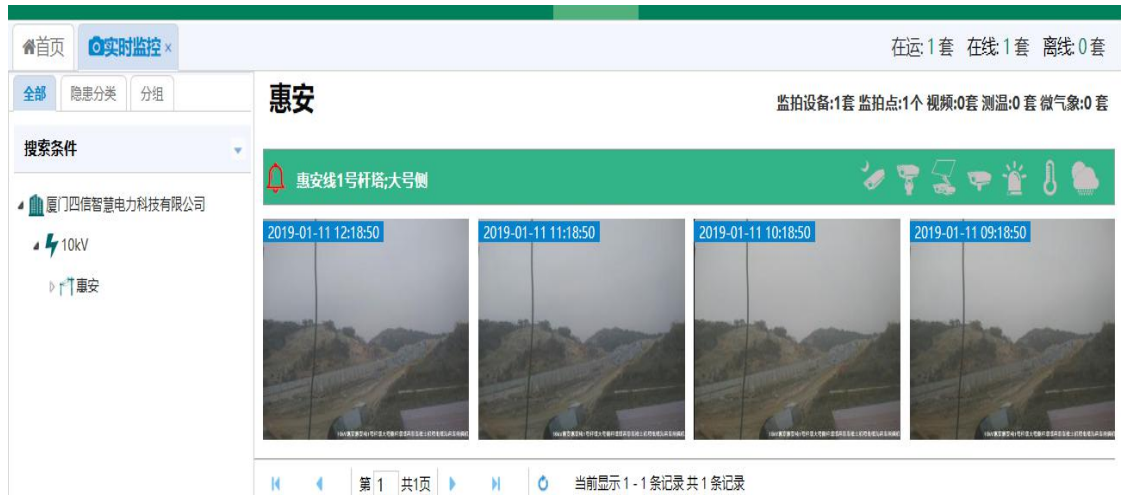 首页 实时监控 × 在运:1套 在线:1套 离线:0套
全部 隐患分类 分组
惠安
监拍设备:1套 监拍点:1个 视频:0套 测温:0 套 微气象:0 套
搜索条件
惠安线1号杆塔;大号侧
厦门四信智慧电力科技有限公司
10kV
惠安
2019-01-11 12:18:50 2019-01-11 11:18:50 2019-01-11 10:18:50 2019-01-11 09:18:50
第 1 共1页 当前显示 1 - 1 条记录 共 1 条记录